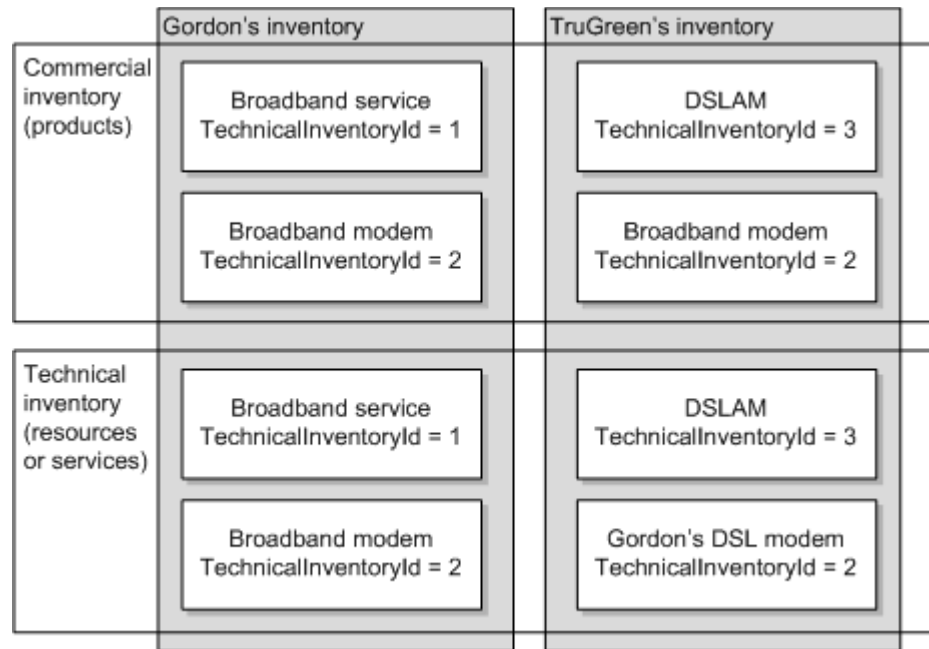 Gordon's inventory
TruGreen's inventory
Commercial
inventory
(products)
Broadband service
TechnicalInventoryId = 1
DSLAM
TechnicalInventoryId = 3
Broadband modem
TechnicalInventoryId = 2
Broadband modem
TechnicalInventoryId = 2
Technical
inventory
(resources
or services)
Broadband service
TechnicalInventoryId = 1
DSLAM
TechnicalInventoryId = 3
Broadband modem
TechnicalInventoryId = 2
Gordon's DSL modem
TechnicalInventoryId = 2